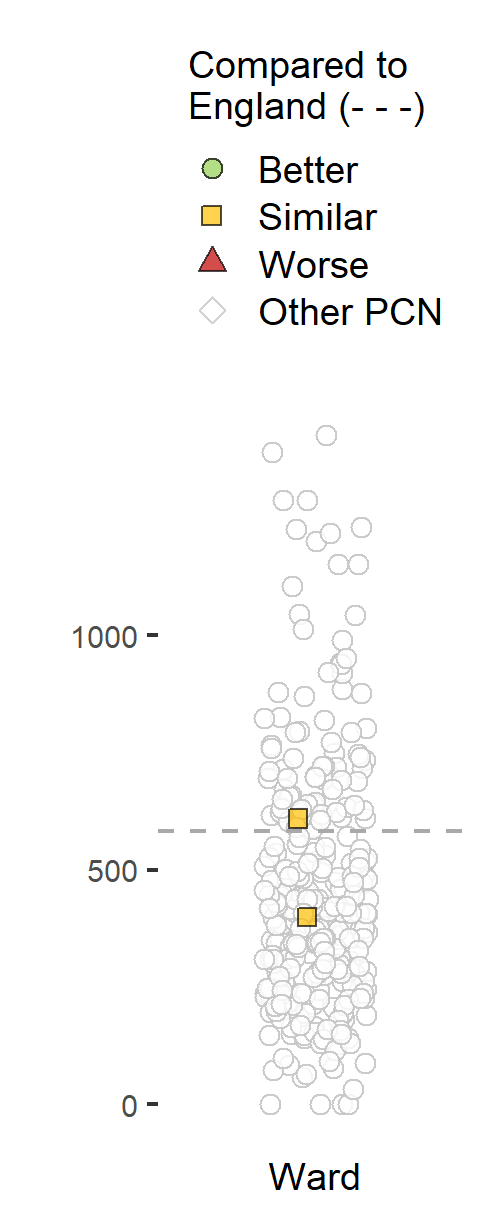 Compared to
England (- - -)
Better
Similar
Worse
Other PCN
1000
500
0
Ward